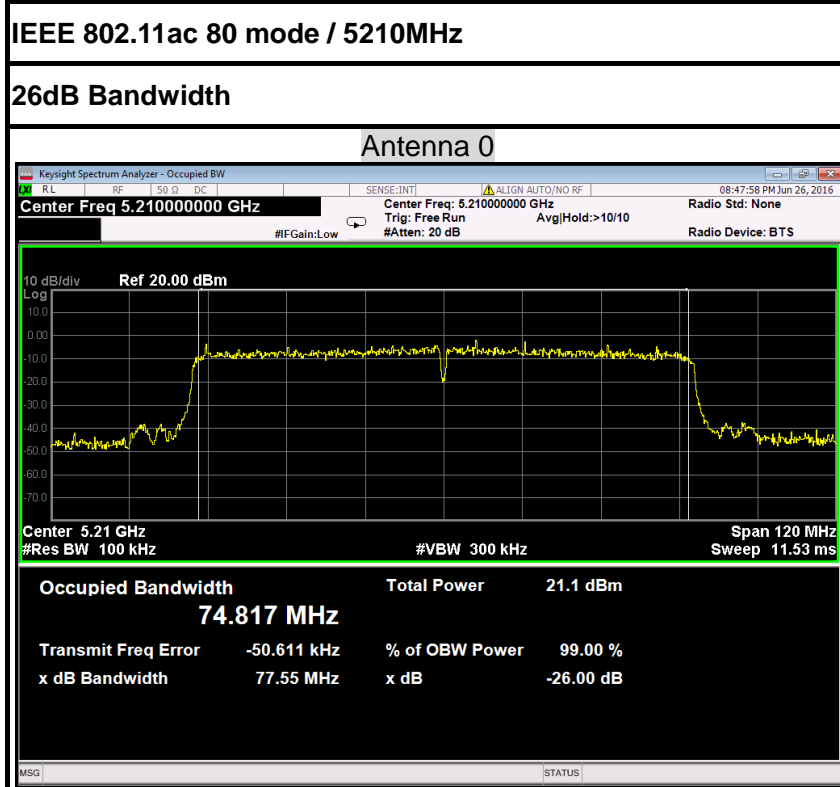 IEEE 802.11ac 80 mode / 5210MHz
26dB Bandwidth
Antenna 0
Keysight Spectrum Analyzer - Occupied BW
LXI RL RF 50 Ω DC SENSE:INT ALIGN AUTO/NO RF 08:47:58 PM Jun 26, 2016
Center Freq 5.210000000 GHz Center Freq: 5.210000000 GHz Radio Std: None
Trig: Free Run Avg|Hold:>10/10
#IFGain:Low #Atten: 20 dB Radio Device: BTS
10 dB/div Ref 20.00 dBm
Log
10.0
0.00
-10.0
-20.0
-30.0
-40.0
-50.0
-60.0
-70.0
Center 5.21 GHz Span 120 MHz
#Res BW 100 kHz #VBW 300 kHz Sweep 11.53 ms
Occupied Bandwidth Total Power 21.1 dBm
74.817 MHz
Transmit Freq Error -50.611 kHz % of OBW Power 99.00 %
x dB Bandwidth 77.55 MHz x dB -26.00 dB
MSG STATUS